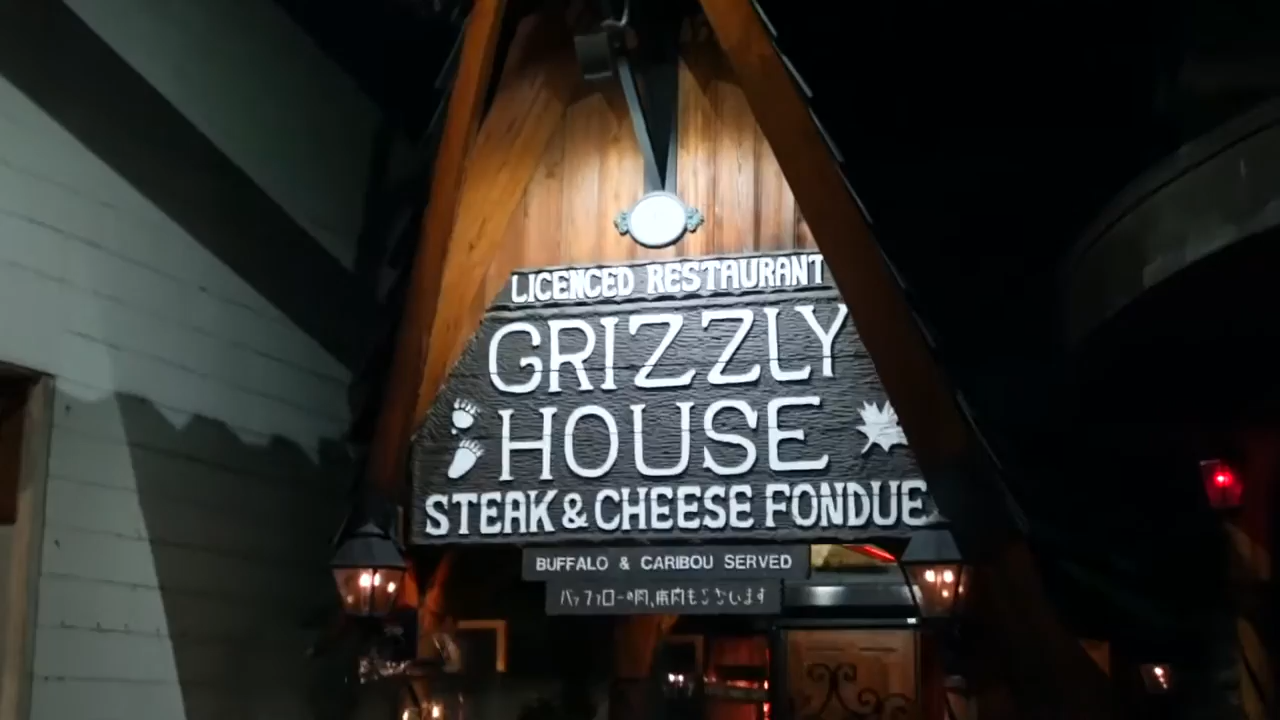 LICENCED RESTAURANT
GRIZZLY
HOUSE
STEAK & CHEESE FONDUE
BUFFALO & CARIBOU SERVED
バッファローの肉,鹿肉もございます